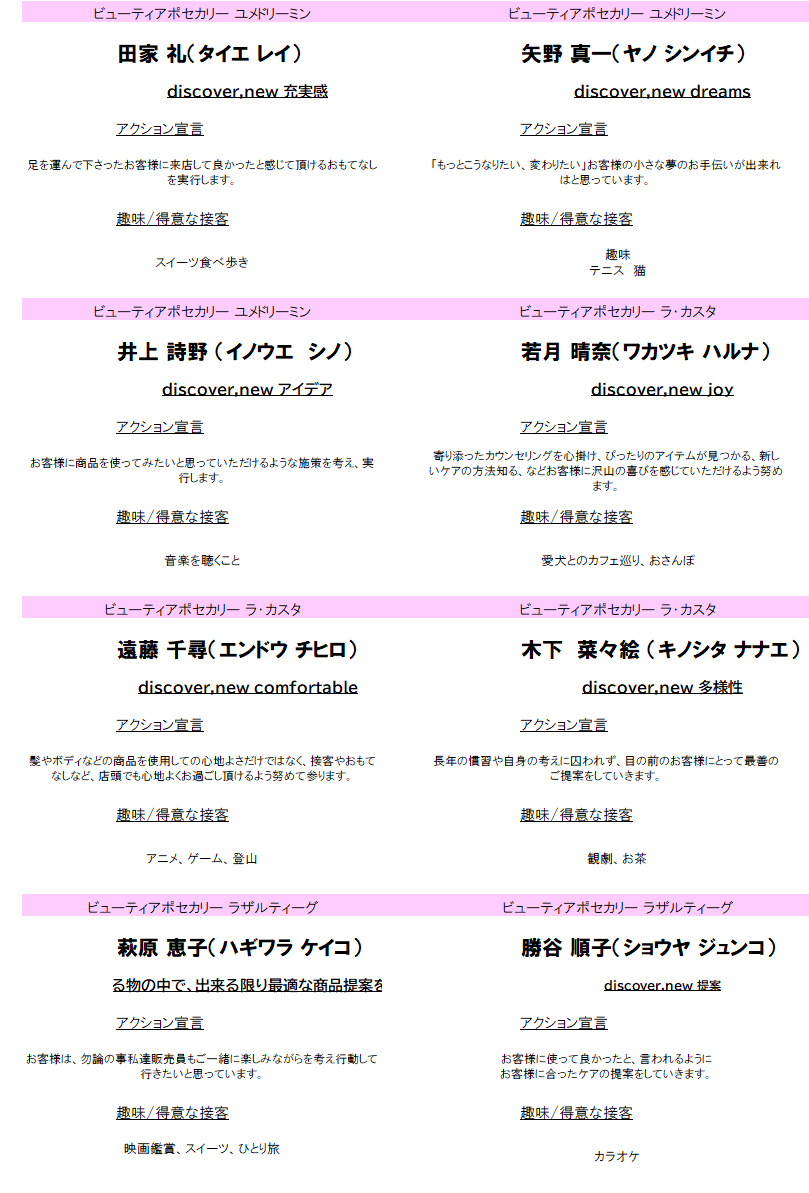 ビューティアポセカリー ユメドリーミン
田家 礼(タイエ レイ)
discover,new 充実感
アクション宣言
足を運んで下さったお客様に来店して良かったと感じて頂けるおもてなし
を実行します。
趣味/得意な接客
スイーツ食べ歩き
ビューティアポセカリー ユメドリーミン
矢野 真一(ヤノ シンイチ)
discover,new dreams
アクション宣言
「もっとこうなりたい、変わりたい」お客様の小さな夢のお手伝いが出来れ
はと思っています。
趣味/得意な接客
趣味
テニス　猫
ビューティアポセカリー ユメドリーミン
井上 詩野 (イノウエ　シノ)
discover,new アイデア
アクション宣言
お客様に商品を使ってみたいと思っていただけるような施策を考え、実
行します。
趣味/得意な接客
音楽を聴くこと
ビューティアポセカリー ラ・カスタ
若月 晴奈(ワカツキ ハルナ)
discover,new joy
アクション宣言
寄り添ったカウンセリングを心掛け、ぴったりのアイテムが見つかる、新し
いケアの方法知る、などお客様に沢山の喜びを感じていただけるよう努め
ます。
趣味/得意な接客
愛犬とのカフェ巡り、おさんぽ
ビューティアポセカリー ラ・カスタ
遠藤 千尋(エンドウ チヒロ)
discover,new comfortable
アクション宣言
髪やボディなどの商品を使用しての心地よさだけではなく、接客やおもて
なしなど、店頭でも心地よくお過ごし頂けるよう努めて参ります。
趣味/得意な接客
アニメ、ゲーム、登山
ビューティアポセカリー ラ・カスタ
木下　菜々絵 (キノシタ ナナエ)
discover,new 多様性
アクション宣言
長年の慣習や自身の考えに囚われず、目の前のお客様にとって最善の
ご提案をしていきます。
趣味/得意な接客
観劇、お茶
ビューティアポセカリー ラザルティーグ
萩原 恵子(ハギワラ ケイコ)
る物の中で、出来る限り最適な商品提案を
アクション宣言
お客様は、勿論の事私達販売員もご一緒に楽しみながらを考え行動して
行きたいと思っています。
趣味/得意な接客
映画鑑賞、スイーツ、ひとり旅
ビューティアポセカリー ラザルティーグ
勝谷 順子(ショウヤ ジュンコ)
discover,new 提案
アクション宣言
お客様に使って良かったと、言われるように
お客様に合ったケアの提案をしていきます。
趣味/得意な接客
カラオケ